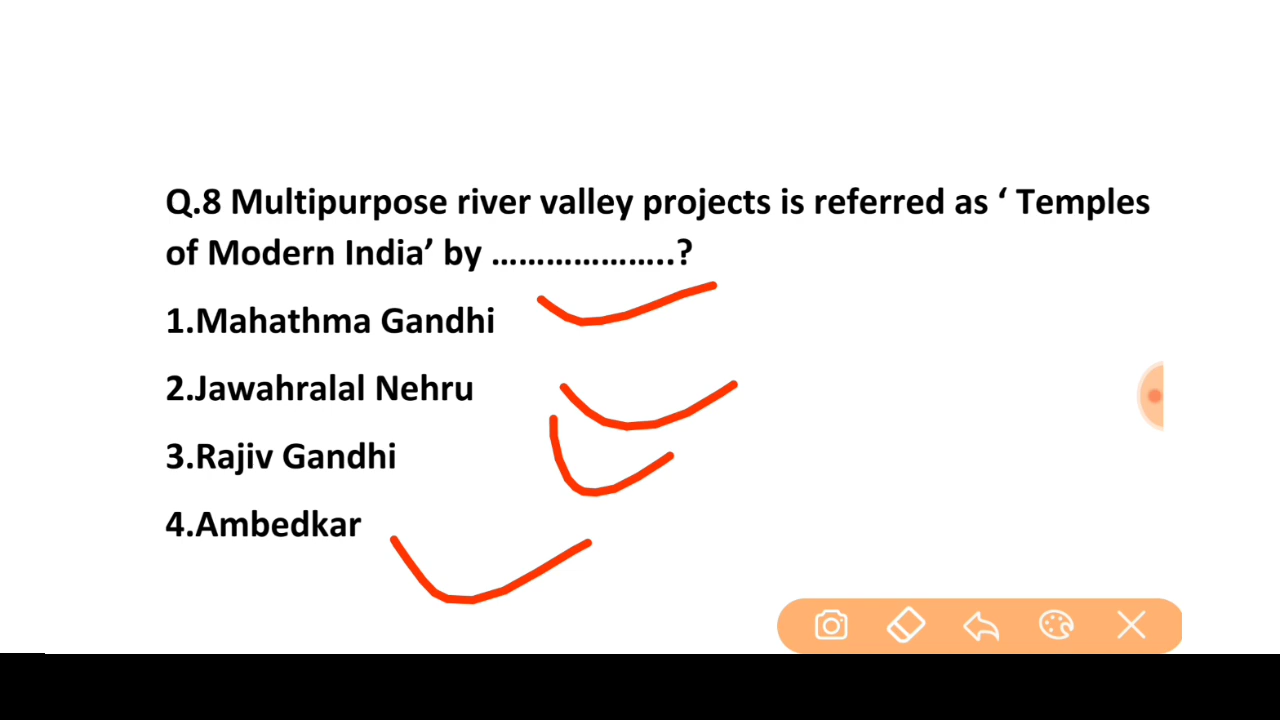 Q.8 Multipurpose river valley projects is referred as ‘ Temples
of Modern India’ by ………………..?
1.Mahathma Gandhi
2.Jawahralal Nehru
3.Rajiv Gandhi
4.Ambedkar